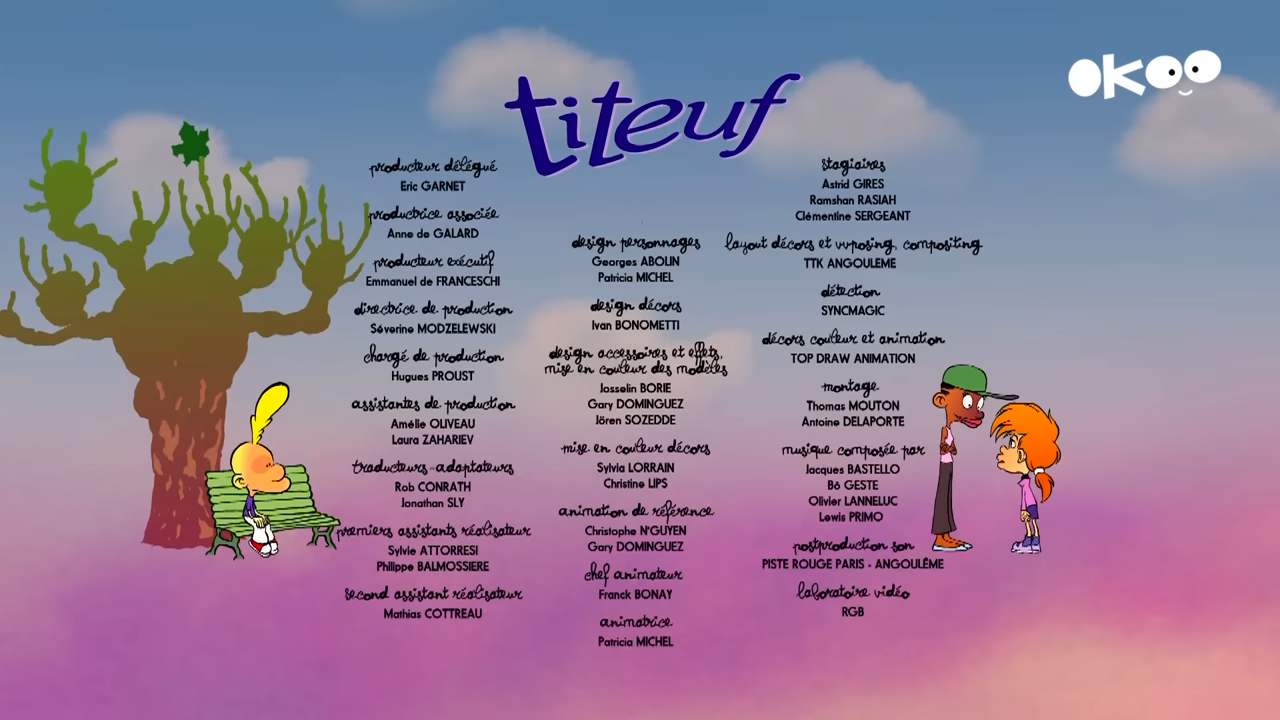 titeuf
OKOO
producteur délégué
Eric GARNET
productrice associée
Anne de GALARD
producteur exécutif
Emmanuel de FRANCESCHI
directrice de production
Séverine MODZELEWSKI
chargé de production
Hugues PROUST
assistantes de production
Amélie OLIVEAU
Laura ZAHARIEV
traducteurs-adaptateurs
Rob CONRATH
Jonathan SLY
premiers assistants réalisateur
Sylvie ATTORRESI
Philippe BALMOSSIERE
second assistant réalisateur
Mathias COTTREAU
design personnages
Georges ABOLIN
Patricia MICHEL
design décors
Ivan BONOMETTI
design accessoires et effets,
mise en couleur des modèles
Josselin BORIE
Gary DOMINGUEZ
Jören SOZEDDE
mise en couleur décors
Sylvia LORRAIN
Christine LIPS
animation de référence
Christophe N'GUYEN
Gary DOMINGUEZ
chef animateur
Franck BONAY
animatrice
Patricia MICHEL
stagiaires
Astrid GIRES
Ramshan RASIAH
Clémentine SERGEANT
layout décors et xvposing, compositing
TTK ANGOULEME
détection
SYNCMAGIC
décors couleur et animation
TOP DRAW ANIMATION
montage
Thomas MOUTON
Antoine DELAPORTE
musique composée par
Jacques BASTELLO
Bô GESTE
Olivier LANNELUC
Lewis PRIMO
postproduction son
PISTE ROUGE PARIS - ANGOULÊME
laboratoire vidéo
RGB